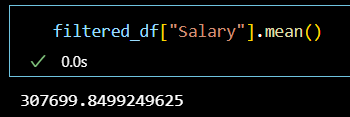 filtered_df["Salary"].mean()
✓ 0.0s
307699.8499249625